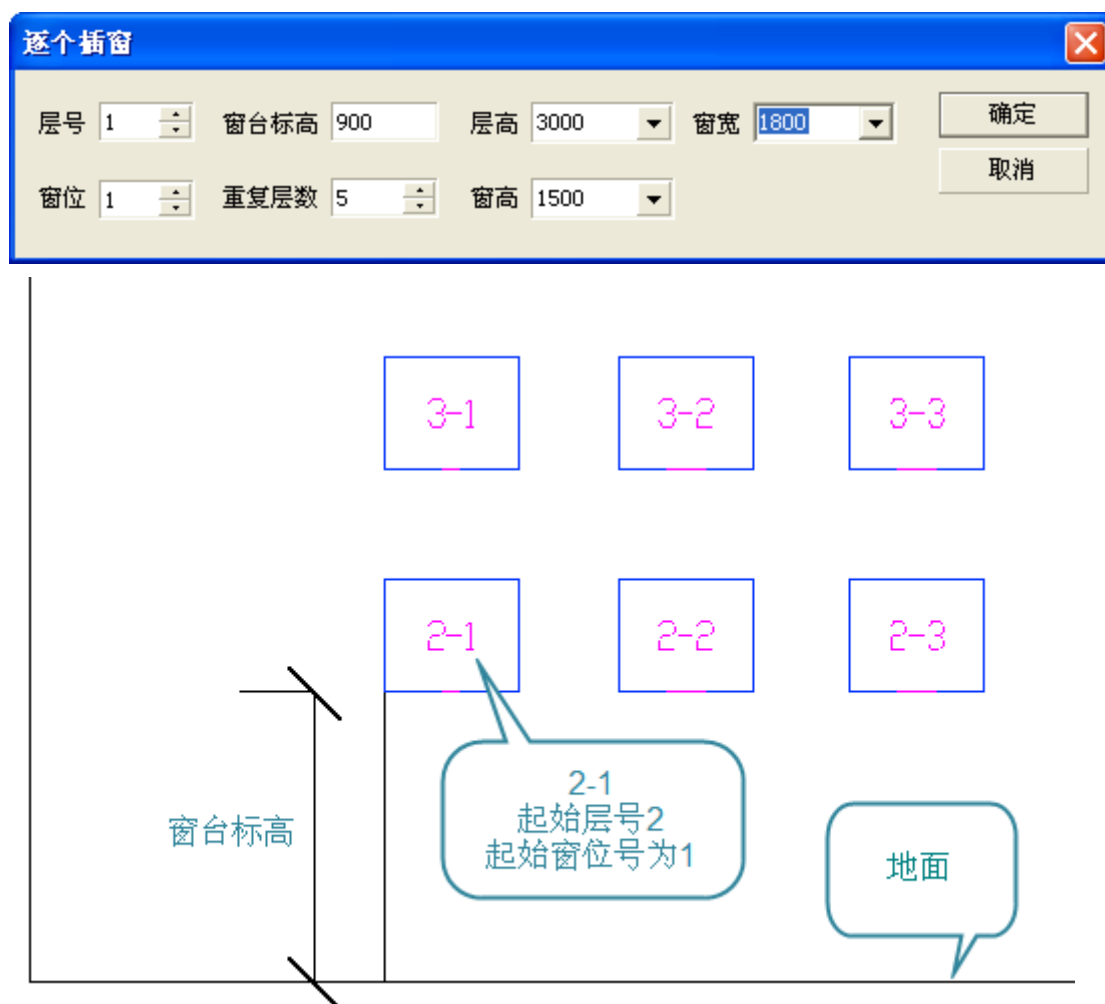 逐个插窗
层号 1 窗台标高 900 层高 3000 窗宽 1800 确定
取消
窗位 1 重复层数 5 窗高 1500
3-1 3-2 3-3
2-1 2-2 2-3
2-1
起始层号2
起始窗位号为1
窗台标高
地面